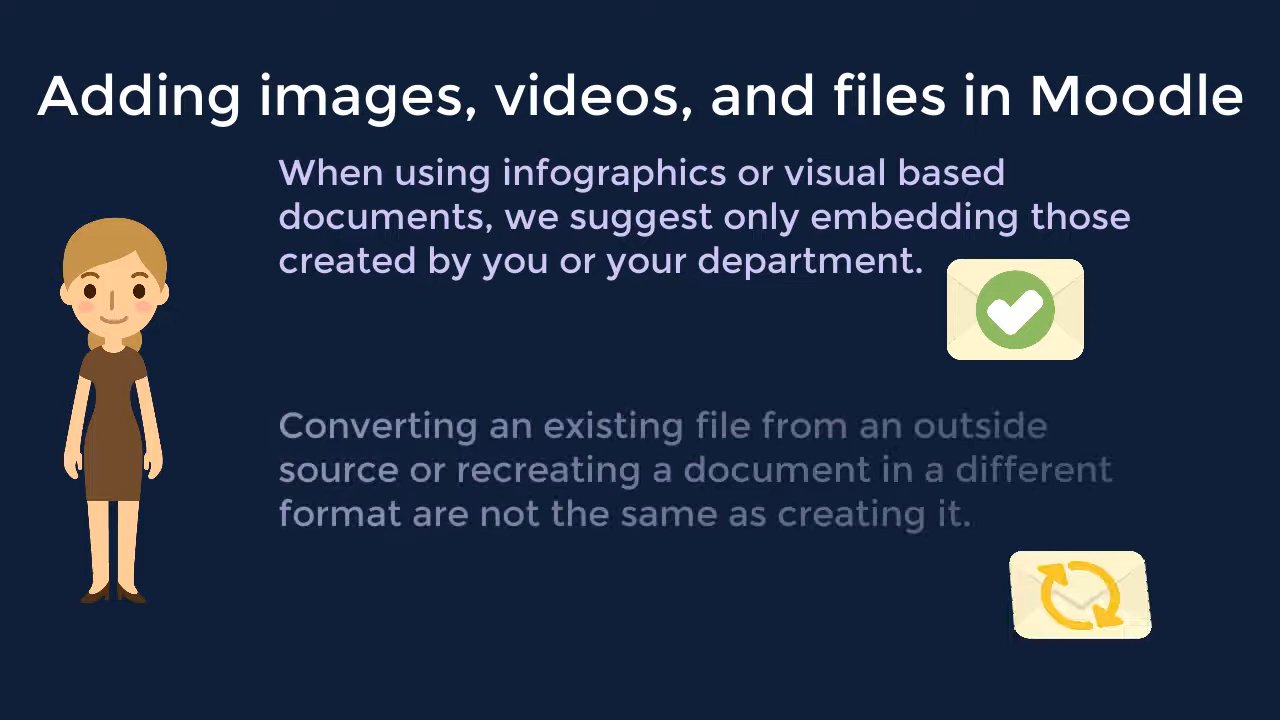 Adding images, videos, and files in Moodle
When using infographics or visual based
documents, we suggest only embedding those
created by you or your department.
Converting an existing file from an outside
source or recreating a document in a different
format are not the same as creating it.